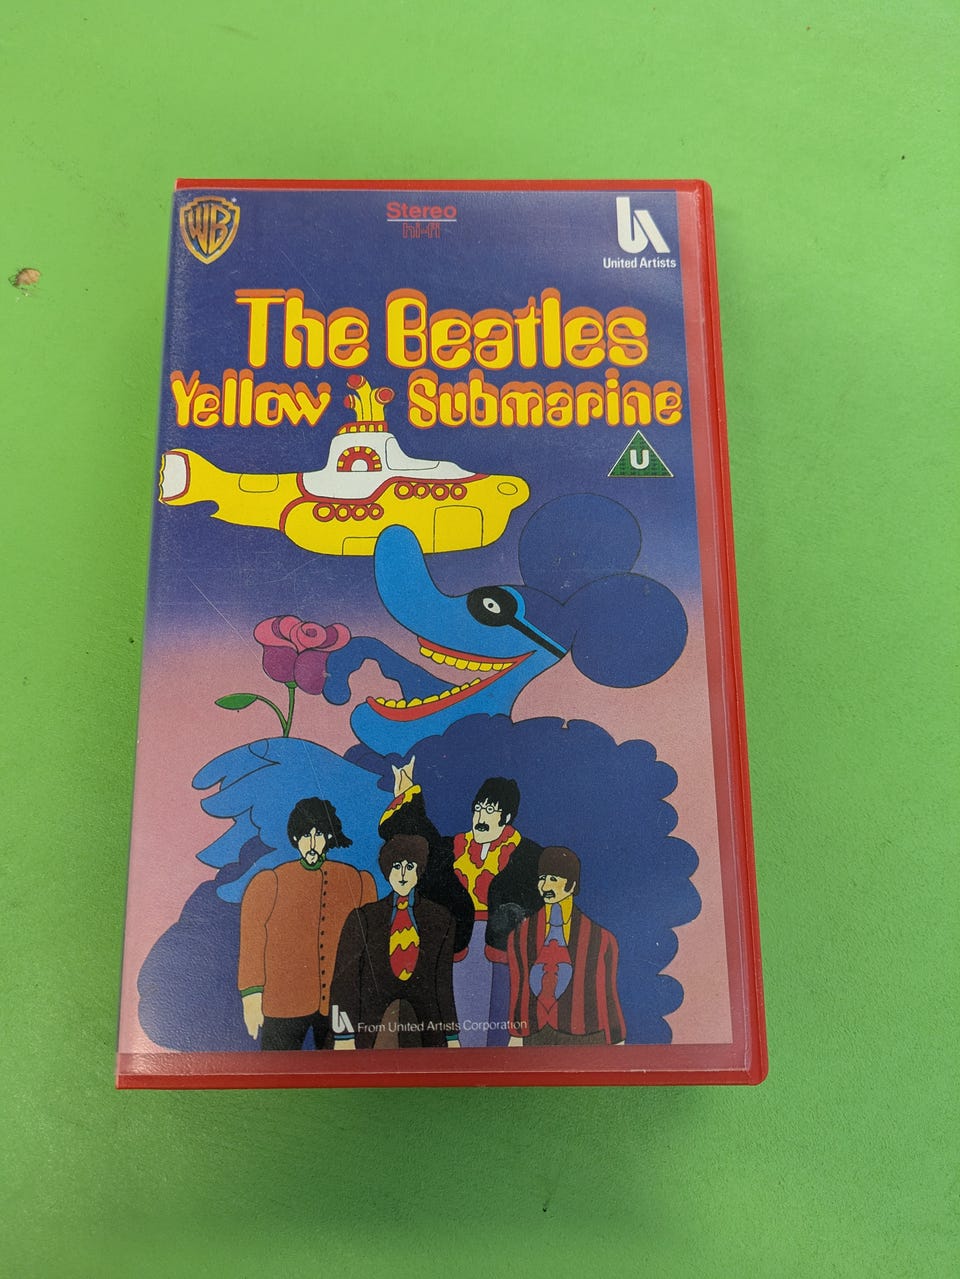 WB
Stereo
hi-fi
United Artists
The Beatles
Yellow Submarine
U
From United Artists Corporation